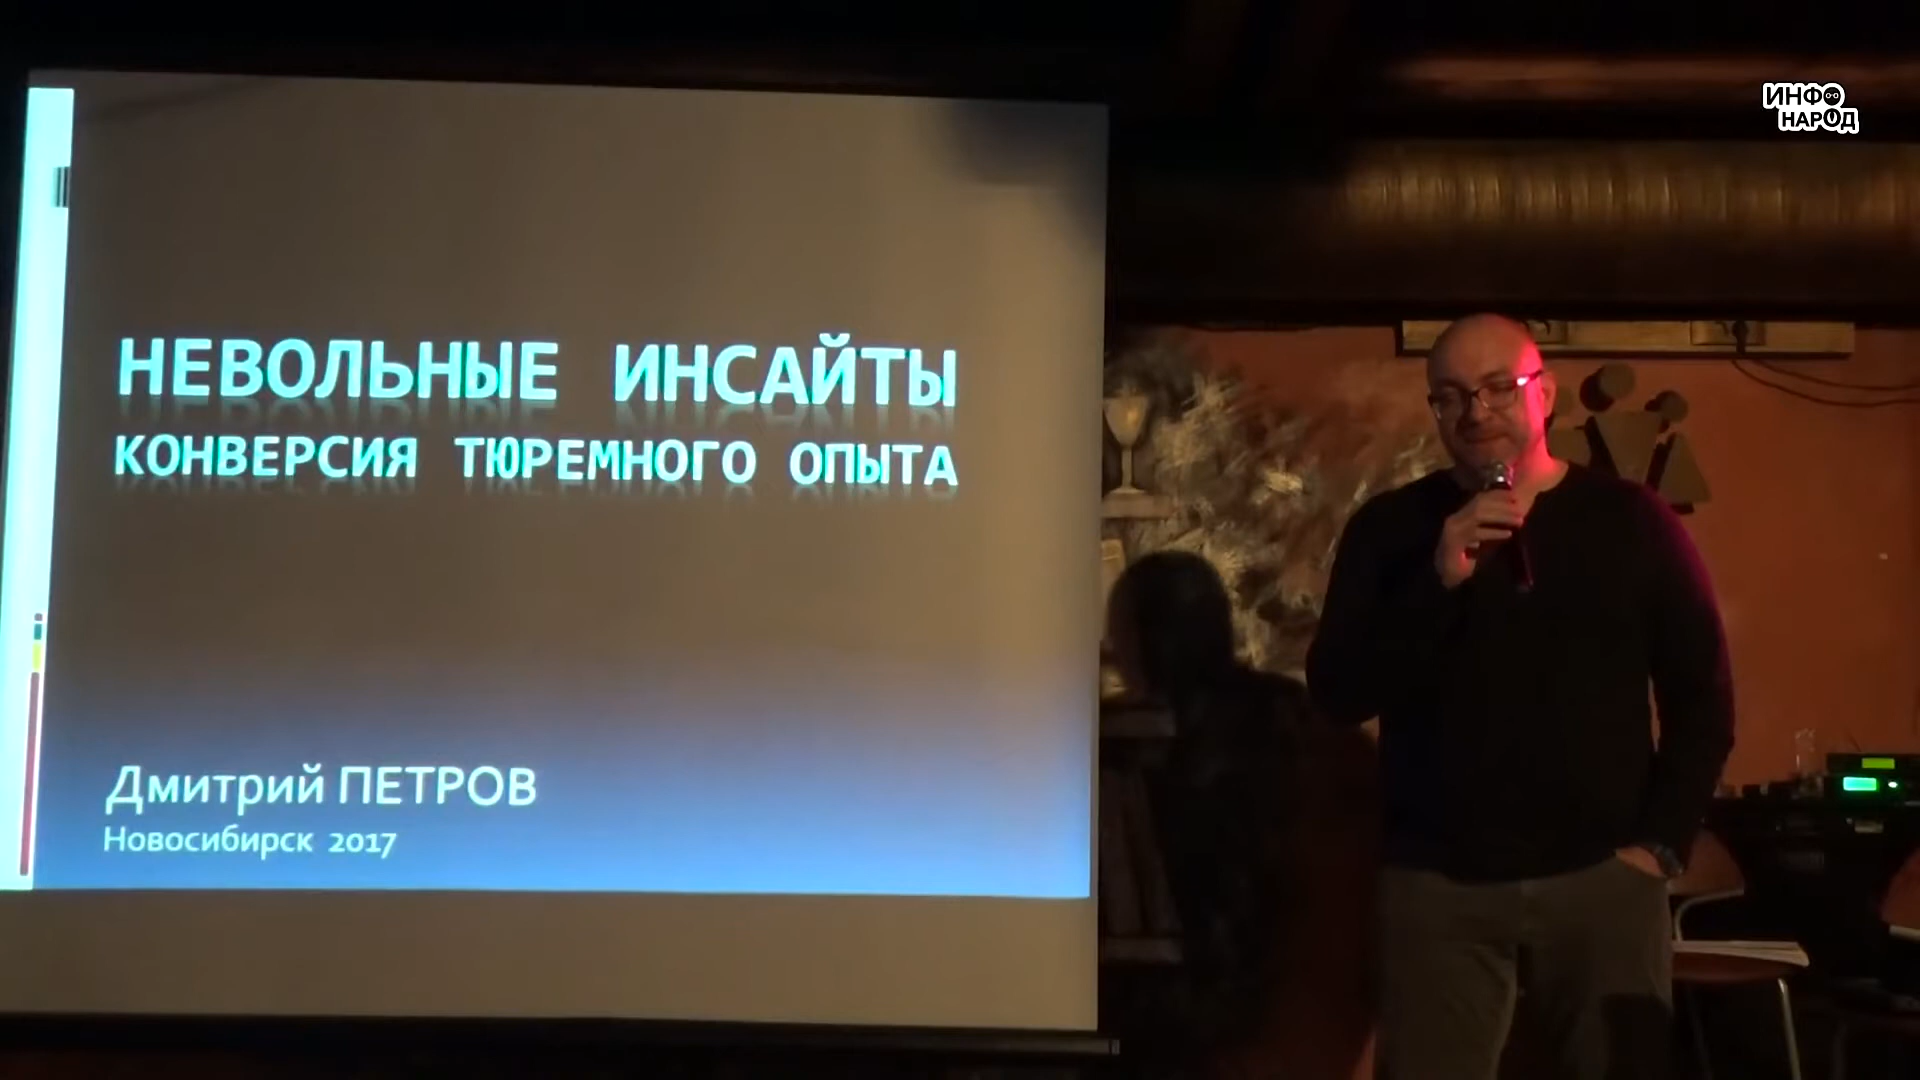 ИНФО
НАРОД
НЕВОЛЬНЫЕ ИНСАЙТЫ
КОНВЕРСИЯ ТЮРЕМНОГО ОПЫТА
Дмитрий ПЕТРОВ
Новосибирск 2017